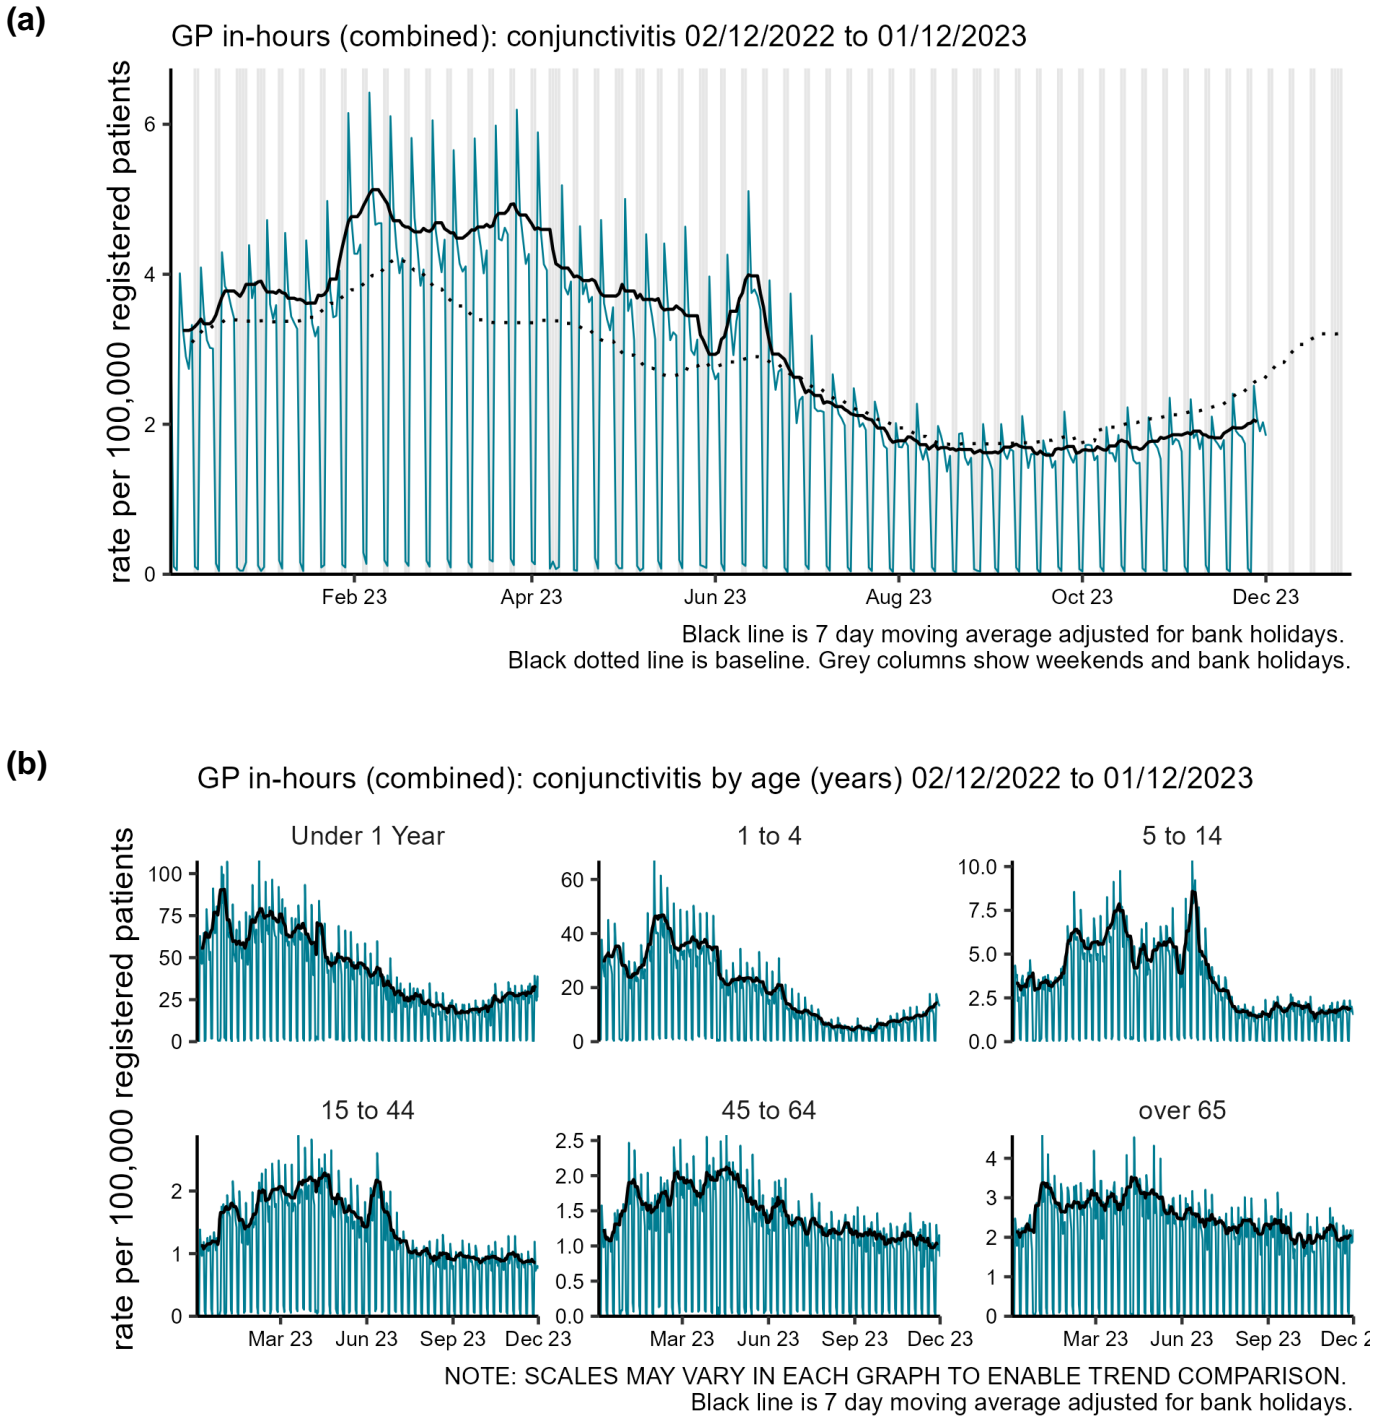 (a)
GP in-hours (combined): conjunctivitis 02/12/2022 to 01/12/2023
rate per 100,000 registered patients
6
4
2
0
Feb 23 Apr 23 Jun 23 Aug 23 Oct 23 Dec 23
Black line is 7 day moving average adjusted for bank holidays.
Black dotted line is baseline. Grey columns show weekends and bank holidays.
(b)
GP in-hours (combined): conjunctivitis by age (years) 02/12/2022 to 01/12/2023
rate per 100,000 registered patients
Under 1 Year
100
75
50
25
0
1 to 4
60
40
20
0
5 to 14
10.0
7.5
5.0
2.5
0.0
15 to 44
2
1
0
Mar 23 Jun 23 Sep 23 Dec 23
45 to 64
2.5
2.0
1.5
1.0
0.5
0.0
Mar 23 Jun 23 Sep 23 Dec 23
over 65
4
3
2
1
0
Mar 23 Jun 23 Sep 23 Dec 2
NOTE: SCALES MAY VARY IN EACH GRAPH TO ENABLE TREND COMPARISON.
Black line is 7 day moving average adjusted for bank holidays.